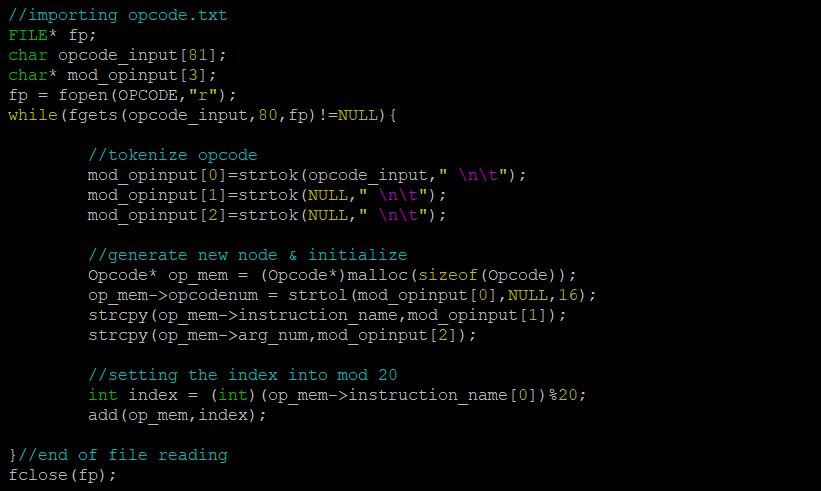 //importing opcode.txt
FILE* fp;
char opcode_input[81];
char* mod_opinput[3];
fp = fopen(OPCODE,"r");
while(fgets(opcode_input,80,fp)!=NULL){
//tokenize opcode
mod_opinput[0]=strtok(opcode_input," \n\t");
mod_opinput[1]=strtok(NULL," \n\t");
mod_opinput[2]=strtok(NULL," \n\t");
//generate new node & initialize
Opcode* op_mem = (Opcode*)malloc(sizeof(Opcode));
op_mem->opcodenum = strtol(mod_opinput[0],NULL,16);
strcpy(op_mem->instruction_name,mod_opinput[1]);
strcpy(op_mem->arg_num,mod_opinput[2]);
//setting the index into mod 20
int index = (int)(op_mem->instruction_name[0])%20;
add(op_mem,index);
}//end of file reading
fclose(fp);